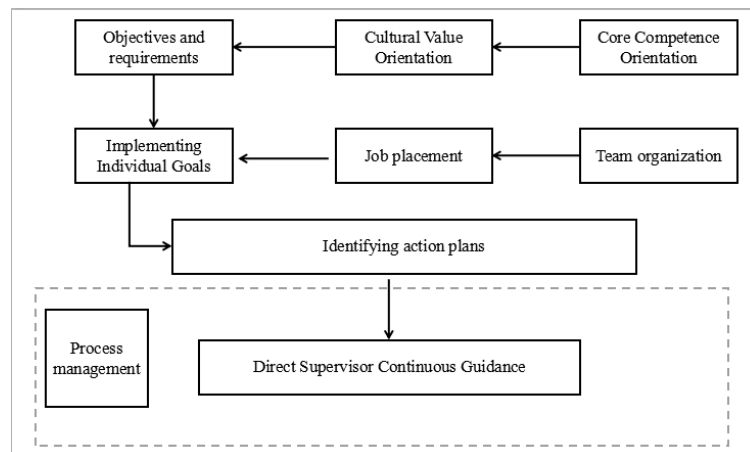 Objectives and
requirements
Cultural Value
Orientation
Core Competence
Orientation
Implementing
Individual Goals
Job placement
Team organization
Identifying action plans
Process
management
Direct Supervisor Continuous Guidance